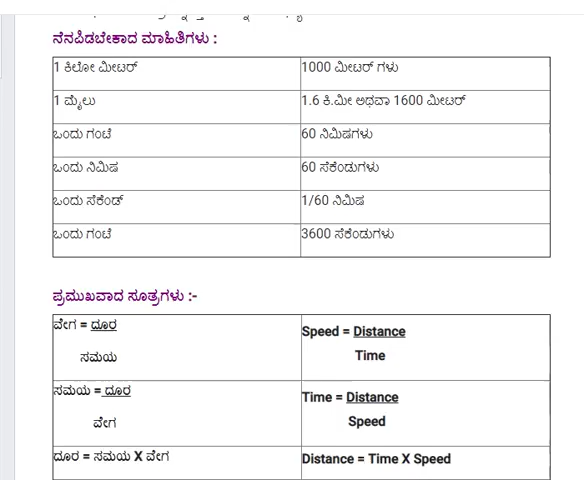 ನೆನಪಿಡಬೇಕಾದ ಮಾಹಿತಿಗಳು :
1 ಕಿಲೋ ಮೀಟರ್ 1000 ಮೀಟರ್ ಗಳು
1 ಮೈಲು 1.6 ಕಿ.ಮೀ ಅಥವಾ 1600 ಮೀಟರ್
ಒಂದು ಗಂಟೆ 60 ನಿಮಿಷಗಳು
ಒಂದು ನಿಮಿಷ 60 ಸೆಕೆಂಡುಗಳು
ಒಂದು ಸೆಕೆಂಡ್ 1/60 ನಿಮಿಷ
ಒಂದು ಗಂಟೆ 3600 ಸೆಕೆಂಡುಗಳು
ಪ್ರಮುಖವಾದ ಸೂತ್ರಗಳು :-
ವೇಗ = ದೂರ Speed = Distance
ಸಮಯ Time
ಸಮಯ = ದೂರ Time = Distance
ವೇಗ Speed
ದೂರ = ಸಮಯ X ವೇಗ Distance = Time X Speed